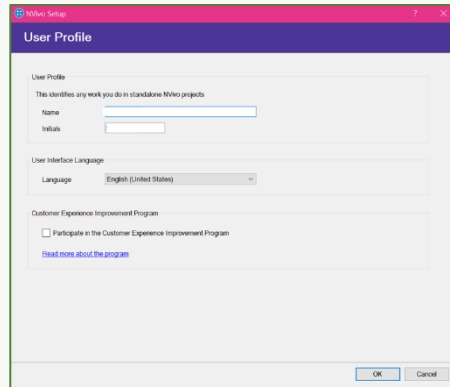 NVivo Setup
? ×
User Profile
User Profile
This identifies any work you do in standalone NVivo projects
Name
Initials
User Interface Language
Language English (United States)
Customer Experience Improvement Program
Participate in the Customer Experience Improvement Program
Read more about the program
OK Cancel